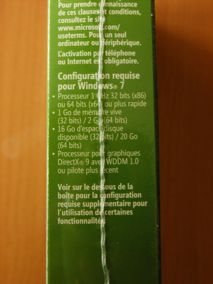 Pour prendre connaissance
de ces clauses et conditions,
consultez le site
www.microsoft.com/
useterms. Pour un seul
ordinateur ou périphérique.
L'activation par téléphone
ou Internet est obligatoire.
Configuration requise
pour Windows® 7
• Processeur 1 GHz 32 bits (x86)
ou 64 bits (x64) ou plus rapide
• 1 Go de mémoire vive
(32 bits) / 2 Go (64 bits)
• 16 Go d'espace disque
disponible (32 bits) / 20 Go
(64 bits)
• Processeur pour graphiques
DirectX® 9 avec WDDM 1.0
ou pilote plus récent
Voir sur le dessous de la
boîte pour la configuration
requise supplémentaire pour
l'utilisation de certaines
fonctionnalités.